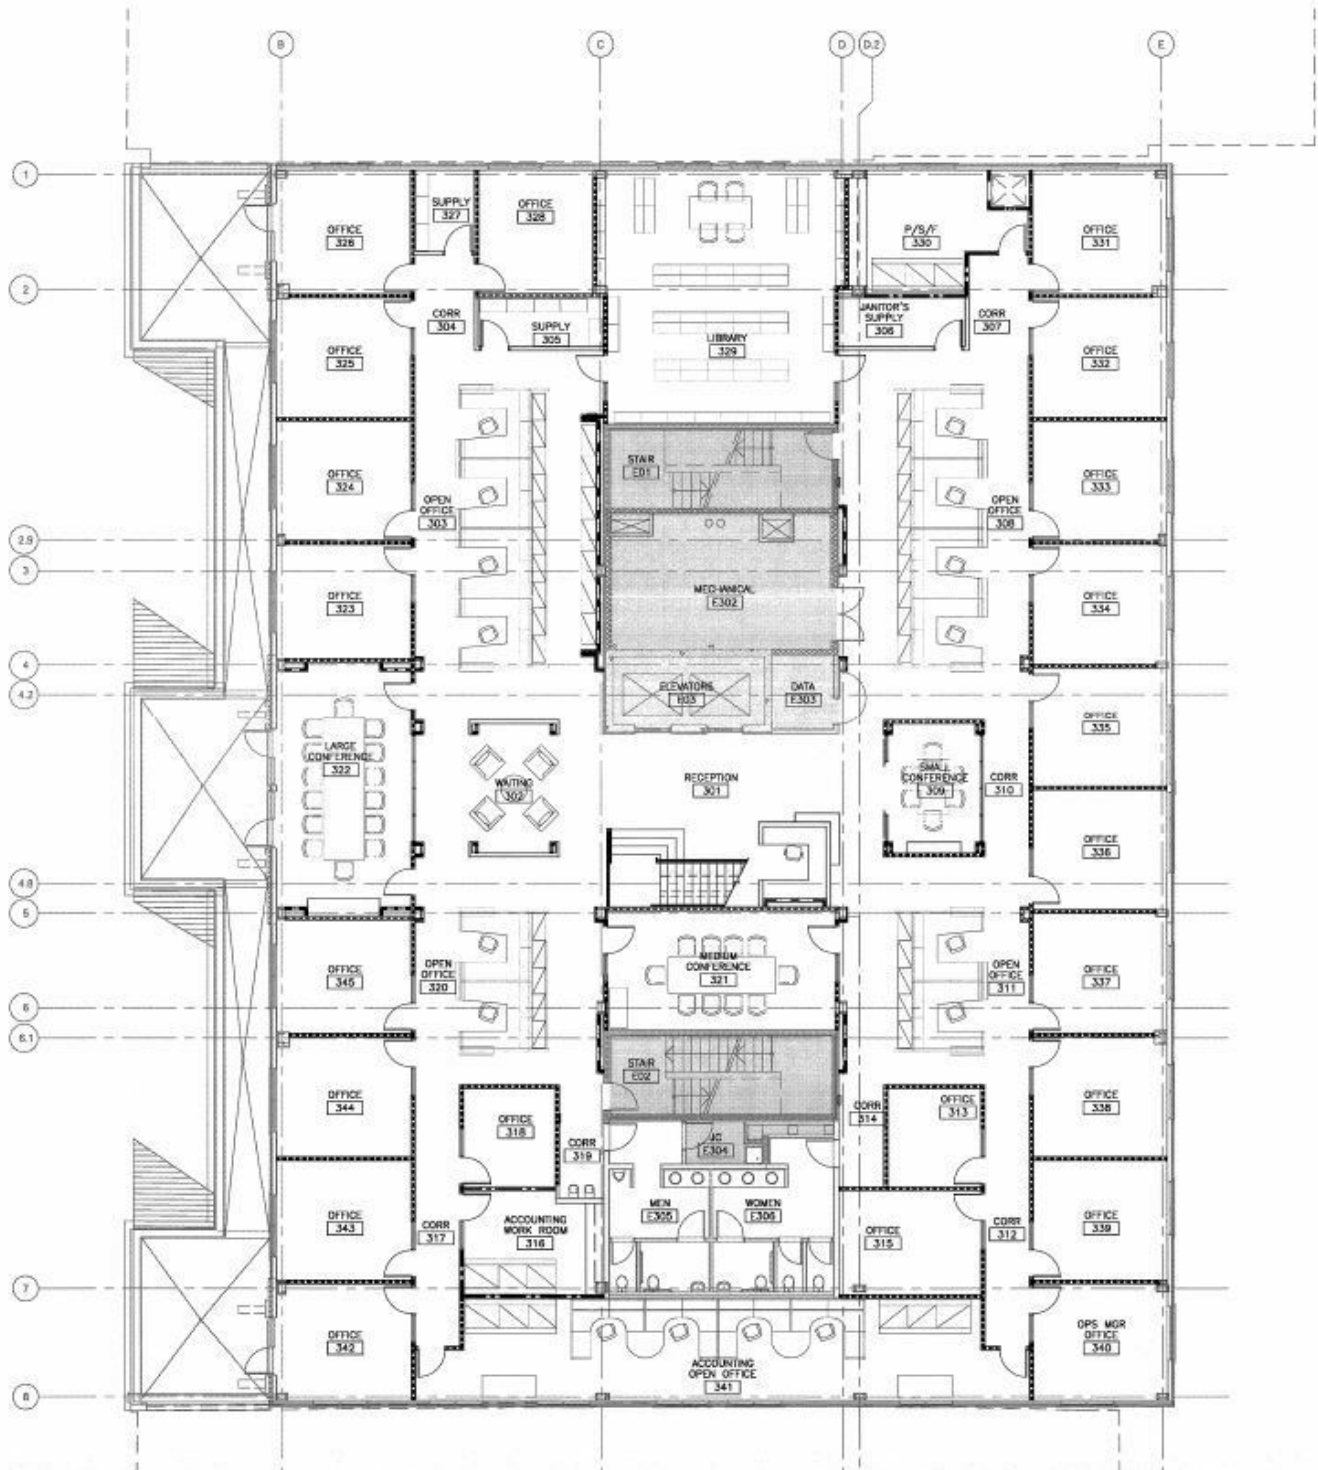 B
C
D
D.2
E
1
2
2.9
3
4
4.2
4.8
5
6
6.1
7
8
OFFICE
326
SUPPLY
327
OFFICE
328
P/S/F
330
OFFICE
331
CORR
304
SUPPLY
305
LIBRARY
329
JANITOR'S
SUPPLY
306
CORR
307
OFFICE
325
OFFICE
332
OFFICE
324
STAIR
E01
OFFICE
333
OPEN
OFFICE
303
OPEN
OFFICE
308
OFFICE
323
MECHANICAL
E302
OFFICE
334
ELEVATORS
E03
DATA
E303
OFFICE
335
LARGE
CONFERENCE
322
WAITING
302
RECEPTION
301
SMALL
CONFERENCE
309
CORR
310
OFFICE
336
OFFICE
345
OPEN
OFFICE
320
MEDIUM
CONFERENCE
321
OPEN
OFFICE
311
OFFICE
337
STAIR
E02
OFFICE
344
OFFICE
318
CORR
319
JC
E304
CORR
314
OFFICE
313
OFFICE
338
OFFICE
343
CORR
317
ACCOUNTING
WORK ROOM
316
MEN
E305
WOMEN
E306
OFFICE
315
CORR
312
OFFICE
339
OFFICE
342
ACCOUNTING
OPEN OFFICE
341
OPS MGR
OFFICE
340